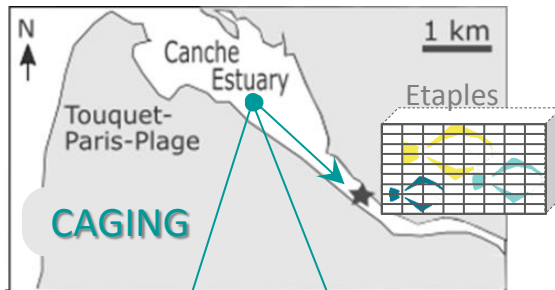 N
1 km
Canche
Estuary
Etaples
Touquet-
Paris-Plage
CAGING